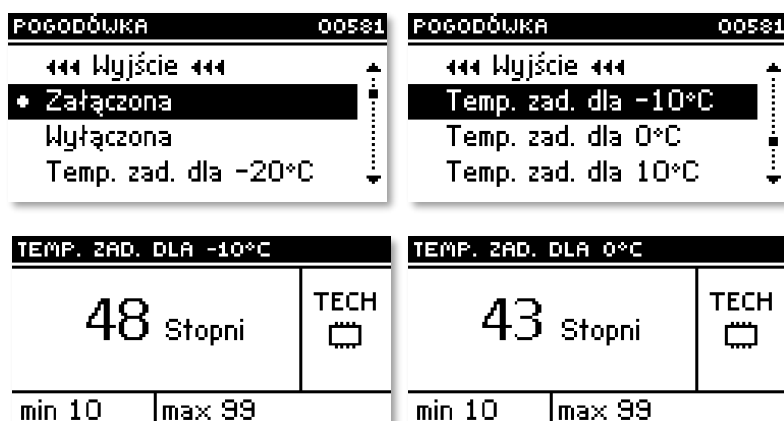 POGODÓWKA 00581
Wyjście
Załączona
Wyłączona
Temp. zad. dla -20°C
POGODÓWKA 00581
Wyjście
Temp. zad. dla -10°C
Temp. zad. dla 0°C
Temp. zad. dla 10°C
TEMP. ZAD. DLA -10°C
48 Stopni
TECH
min 10 max 99
TEMP. ZAD. DLA 0°C
43 Stopni
TECH
min 10 max 99